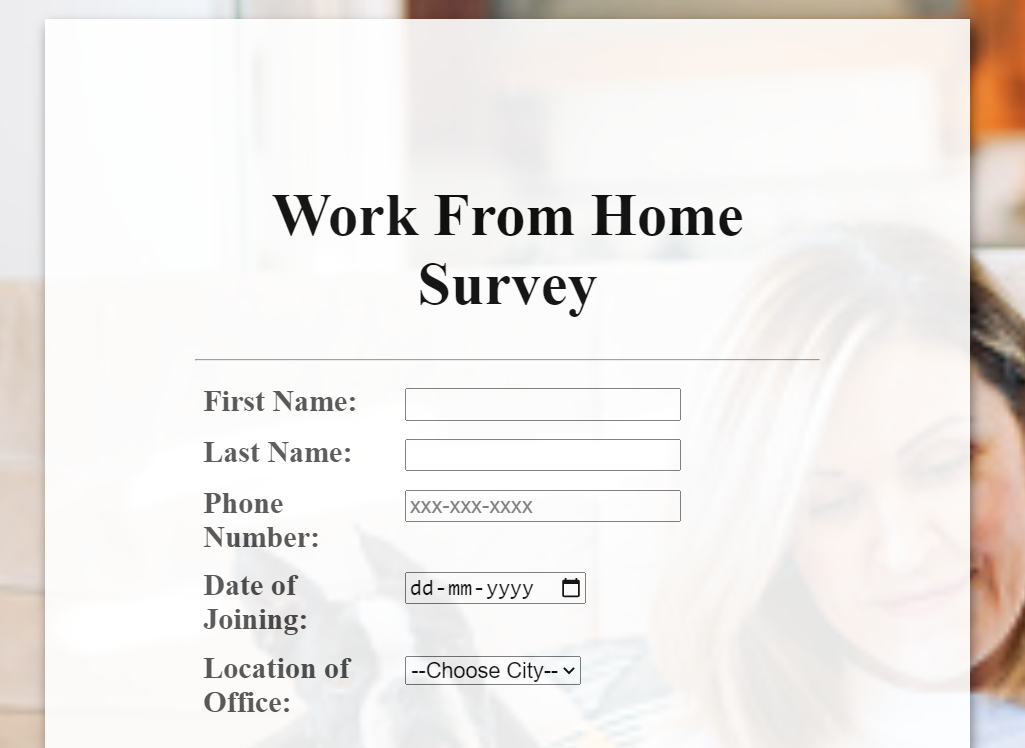 Work From Home
Survey
First Name:
Last Name:
Phone
Number:
xxx-xxx-xxxx
Date of
Joining:
dd-mm-yyyy
Location of
Office:
--Choose City--